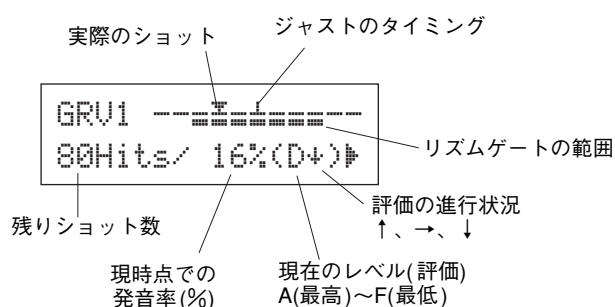 実際のショット
ジャストのタイミング
GRV1
80Hits/ 16%(D↓)
リズムゲートの範囲
残りショット数
評価の進行状況
↑、→、↓
現時点での
発音率(%)
現在のレベル(評価)
A(最高)〜F(最低)